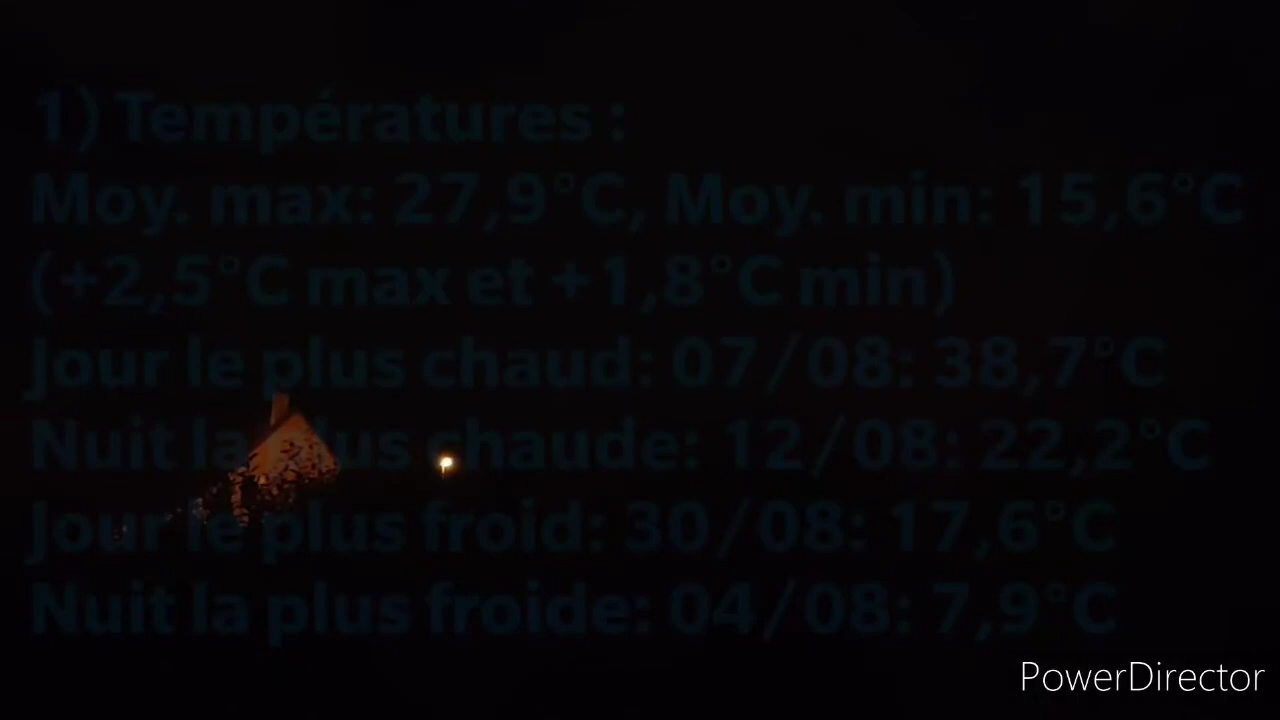 1) Températures :
Moy. max: 27,9°C, Moy. min: 15,6°C
(+2,5°C max et +1,8°C min)
Jour le plus chaud: 07/08: 38,7°C
Nuit la plus chaude: 12/08: 22,2°C
Jour le plus froid: 30/08: 17,6°C
Nuit la plus froide: 04/08: 7,9°C
PowerDirector